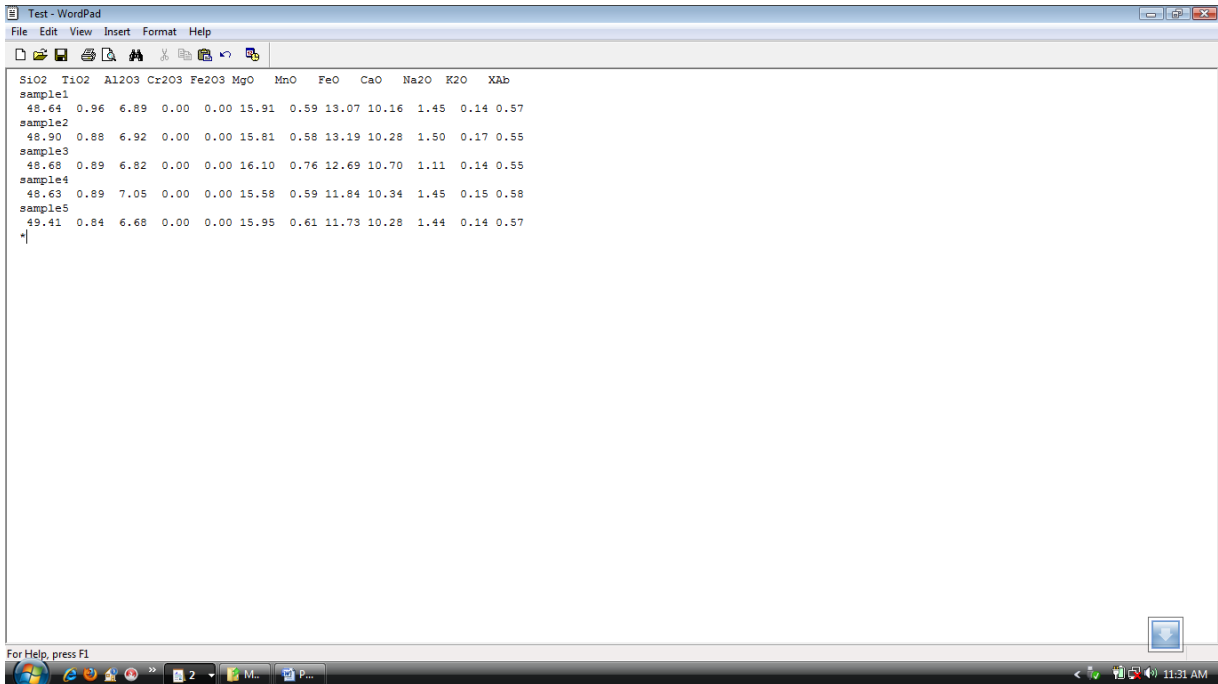 Test - WordPad
File Edit View Insert Format Help
SiO2 TiO2 Al2O3 Cr2O3 Fe2O3 MgO MnO FeO CaO Na2O K2O XAb
sample1
48.64 0.96 6.89 0.00 0.00 15.91 0.59 13.07 10.16 1.45 0.14 0.57
sample2
48.90 0.88 6.92 0.00 0.00 15.81 0.58 13.19 10.28 1.50 0.17 0.55
sample3
48.68 0.89 6.82 0.00 0.00 16.10 0.76 12.69 10.70 1.11 0.14 0.55
sample4
48.63 0.89 7.05 0.00 0.00 15.58 0.59 11.84 10.34 1.45 0.15 0.58
sample5
49.41 0.84 6.68 0.00 0.00 15.95 0.61 11.73 10.28 1.44 0.14 0.57
*
For Help, press F1
» 2 M... P... < 11:31 AM